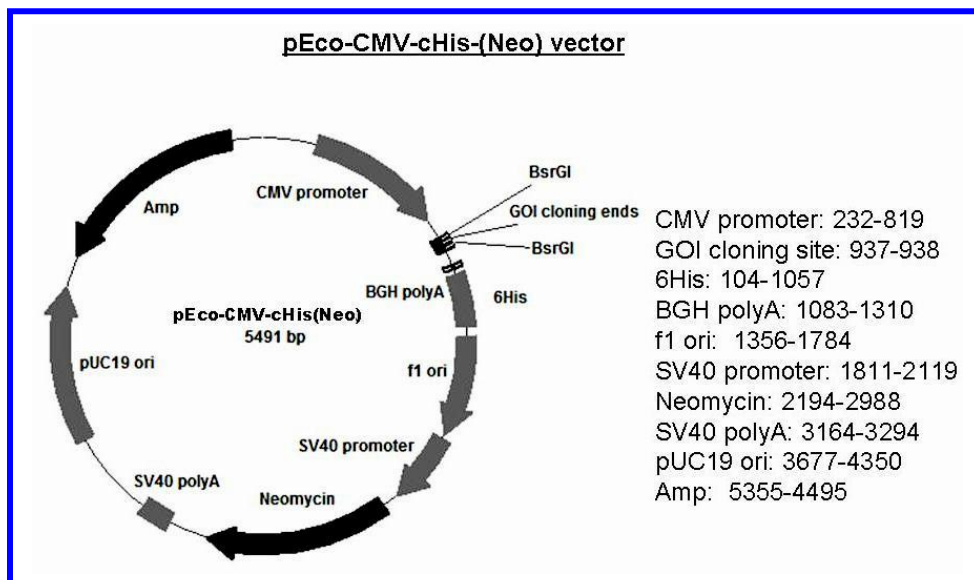 pEco-CMV-cHis-(Neo) vector
BsrGI
CMV promoter
GOI cloning ends
Amp
BsrGI
BGH polyA
6His
pEco-CMV-cHis(Neo)
5491 bp
pUC19 ori
f1 ori
SV40 promoter
SV40 polyA
Neomycin
CMV promoter: 232-819
GOI cloning site: 937-938
6His: 104-1057
BGH polyA: 1083-1310
f1 ori: 1356-1784
SV40 promoter: 1811-2119
Neomycin: 2194-2988
SV40 polyA: 3164-3294
pUC19 ori: 3677-4350
Amp: 5355-4495